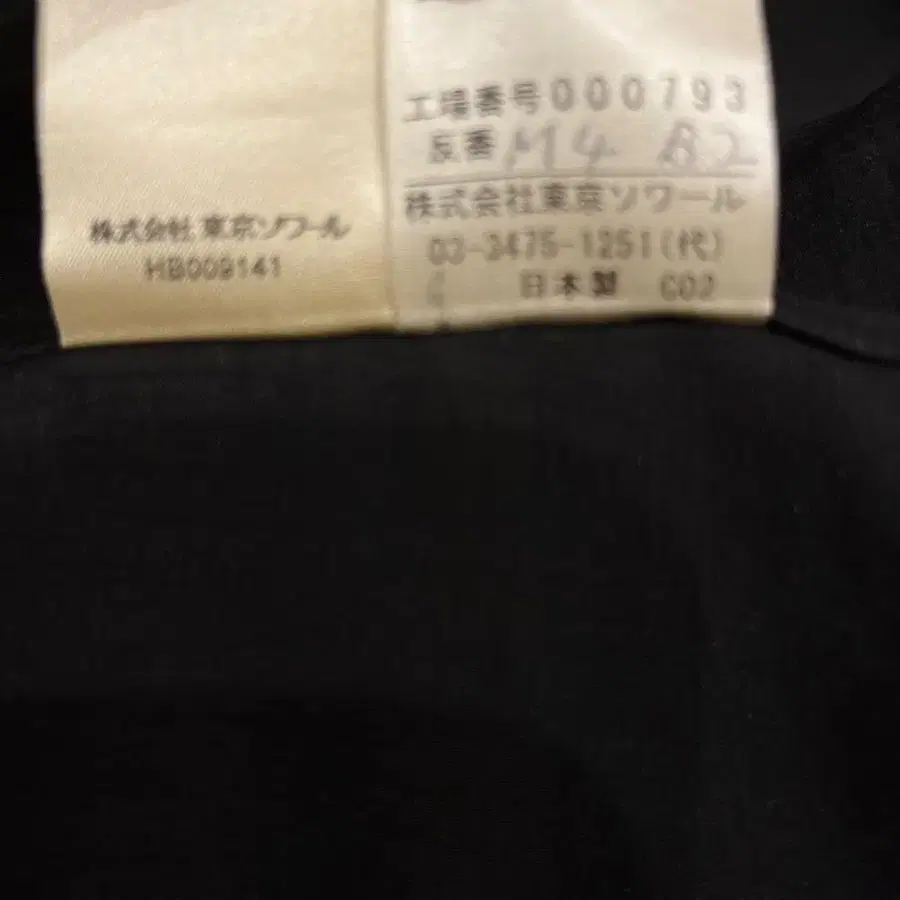 株式会社 東京ソワール
HB009141
工場番号000793
反番 M4 82
株式会社東京ソワール
03-3475-1251(代)
日本製 C02